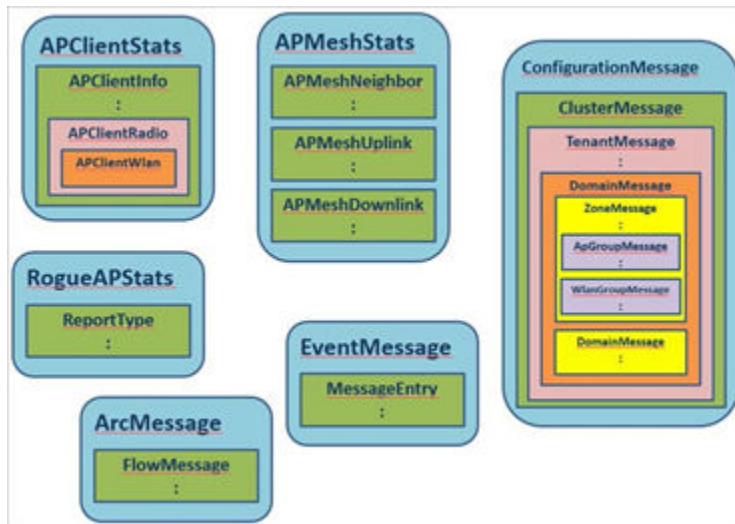 APClientStats
APClientInfo
:
APClientRadio
APClientWlan
APMeshStats
APMeshNeighbor
:
APMeshUplink
:
APMeshDownlink
:
ConfigurationMessage
ClusterMessage
TenantMessage
:
DomainMessage
ZoneMessage
:
ApGroupMessage
:
WlanGroupMessage
:
DomainMessage
:
RogueAPStats
ReportType
:
EventMessage
MessageEntry
:
ArcMessage
FlowMessage
: